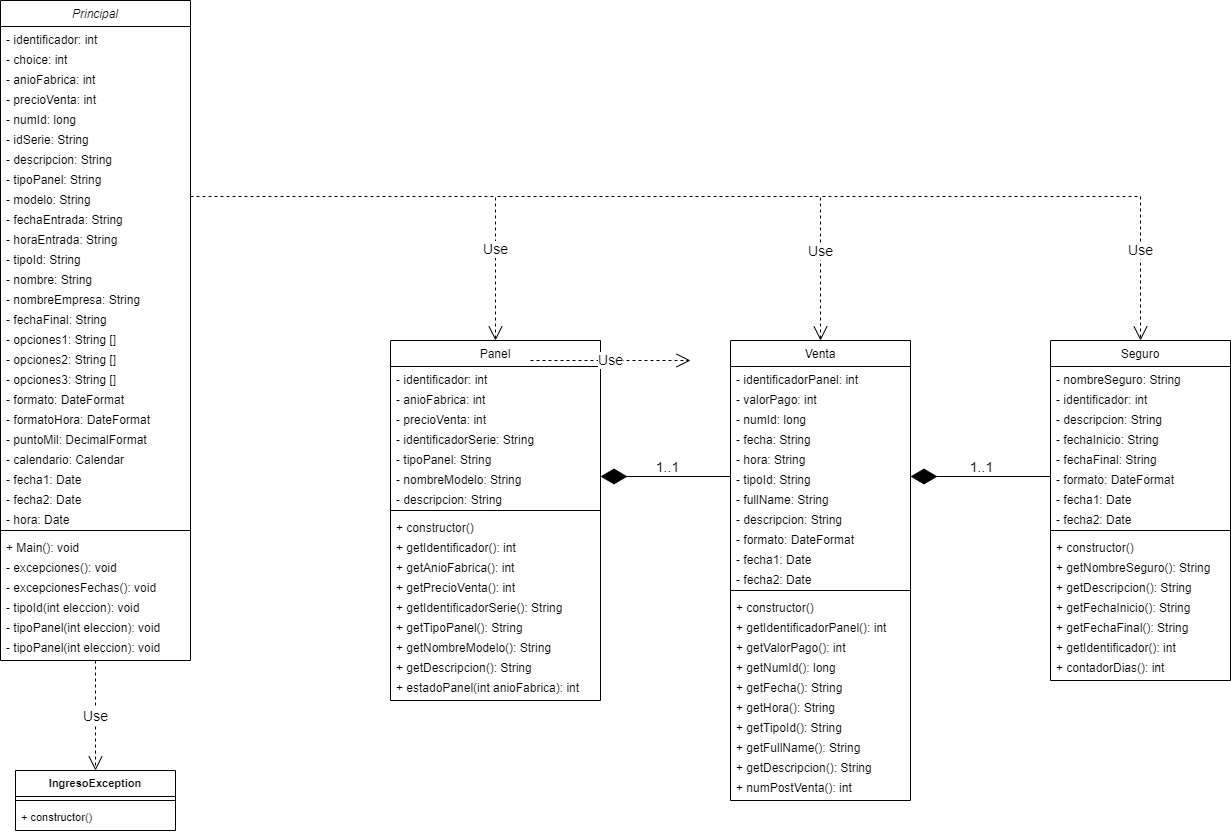 Principal
- identificador: int
- choice: int
- anioFabrica: int
- precioVenta: int
- numId: long
- idSerie: String
- descripcion: String
- tipoPanel: String
- modelo: String
- fechaEntrada: String
- horaEntrada: String
- tipoId: String
- nombre: String
- nombreEmpresa: String
- fechaFinal: String
- opciones1: String []
- opciones2: String []
- opciones3: String []
- formato: DateFormat
- formatoHora: DateFormat
- puntoMil: DecimalFormat
- calendario: Calendar
- fecha1: Date
- fecha2: Date
- hora: Date
+ Main(): void
- excepciones(): void
- excepcionesFechas(): void
- tipoId(int eleccion): void
- tipoPanel(int eleccion): void
- tipoPanel(int eleccion): void
Use
IngresoException
+ constructor()
Use
Use
Use
Panel
Use
- identificador: int
- anioFabrica: int
- precioVenta: int
- identificadorSerie: String
- tipoPanel: String
- nombreModelo: String
- descripcion: String
+ constructor()
+ getIdentificador(): int
+ getAnioFabrica(): int
+ getPrecioVenta(): int
+ getIdentificadorSerie(): String
+ getTipoPanel(): String
+ getNombreModelo(): String
+ getDescripcion(): String
+ estadoPanel(int anioFabrica): int
1..1
Venta
- identificadorPanel: int
- valorPago: int
- numId: long
- fecha: String
- hora: String
- tipoId: String
- fullName: String
- descripcion: String
- formato: DateFormat
- fecha1: Date
- fecha2: Date
+ constructor()
+ getIdentificadorPanel(): int
+ getValorPago(): int
+ getNumId(): long
+ getFecha(): String
+ getHora(): String
+ getTipoId(): String
+ getFullName(): String
+ getDescripcion(): String
+ numPostVenta(): int
1..1
Seguro
- nombreSeguro: String
- identificador: int
- descripcion: String
- fechaInicio: String
- fechaFinal: String
- formato: DateFormat
- fecha1: Date
- fecha2: Date
+ constructor()
+ getNombreSeguro(): String
+ getDescripcion(): String
+ getFechaInicio(): String
+ getFechaFinal(): String
+ getIdentificador(): int
+ contadorDias(): int